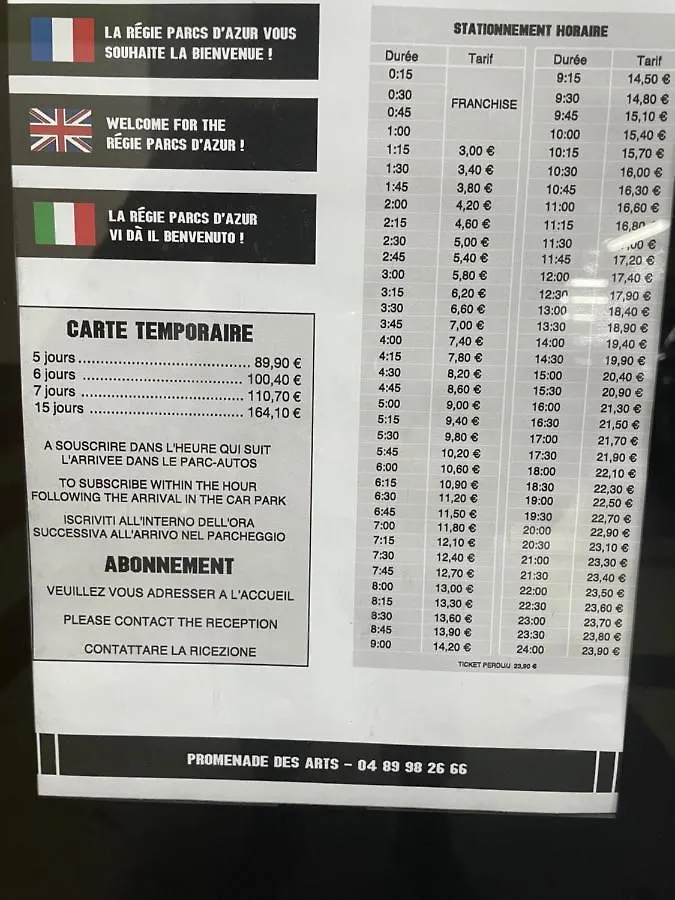 LA RÉGIE PARCS D'AZUR VOUS
SOUHAITE LA BIENVENUE !
WELCOME FOR THE
RÉGIE PARCS D'AZUR !
LA RÉGIE PARCS D'AZUR
VI DÀ IL BENVENUTO !
CARTE TEMPORAIRE
5 jours ........................................ 89,90 €
6 jours ..................................... 100,40 €
7 jours ..................................... 110,70 €
15 jours ................................... 164,10 €
A SOUSCRIRE DANS L'HEURE QUI SUIT
L'ARRIVEE DANS LE PARC-AUTOS
TO SUBSCRIBE WITHIN THE HOUR
FOLLOWING THE ARRIVAL IN THE CAR PARK
ISCRIVITI ALL'INTERNO DELL'ORA
SUCCESSIVA ALL'ARRIVO NEL PARCHEGGIO
ABONNEMENT
VEUILLEZ VOUS ADRESSER A L'ACCUEIL
PLEASE CONTACT THE RECEPTION
CONTATTARE LA RICEZIONE
STATIONNEMENT HORAIRE
Durée Tarif Durée Tarif
0:15 9:15 14,50 €
0:30 9:30 14,80 €
FRANCHISE
0:45 9:45 15,10 €
1:00 10:00 15,40 €
1:15 3,00 € 10:15 15,70 €
1:30 3,40 € 10:30 16,00 €
1:45 3,80 € 10:45 16,30 €
2:00 4,20 € 11:00 16,60 €
2:15 4,60 € 11:15 16,80
2:30 5,00 € 11:30 €
2:45 5,40 € 11:45 17,20 €
3:00 5,80 € 12:00 17,40 €
3:15 6,20 € 12:30 17,90 €
3:30 6,60 € 13:00 18,40 €
3:45 7,00 € 13:30 18,90 €
4:00 7,40 € 14:00 19,40 €
4:15 7,80 € 14:30 19,90 €
4:30 8,20 € 15:00 20,40 €
4:45 8,60 € 15:30 20,90 €
5:00 9,00 € 16:00 21,30 €
5:15 9,40 € 16:30 21,50 €
5:30 9,80 € 17:00 21,70 €
5:45 10,20 € 17:30 21,90 €
6:00 10,60 € 18:00 22,10 €
6:15 10,90 € 18:30 22,30 €
6:30 11,20 € 19:00 22,50 €
6:45 11,50 € 19:30 22,70 €
7:00 11,80 € 20:00 22,90 €
7:15 12,10 € 20:30 23,10 €
7:30 12,40 € 21:00 23,30 €
7:45 12,70 € 21:30 23,40 €
8:00 13,00 € 22:00 23,50 €
8:15 13,30 € 22:30 23,60 €
8:30 13,60 € 23:00 23,70 €
8:45 13,90 € 23:30 23,80 €
9:00 14,20 € 24:00 23,90 €
TICKET PERDUU 23,90 €
PROMENADE DES ARTS – 04 89 98 26 66